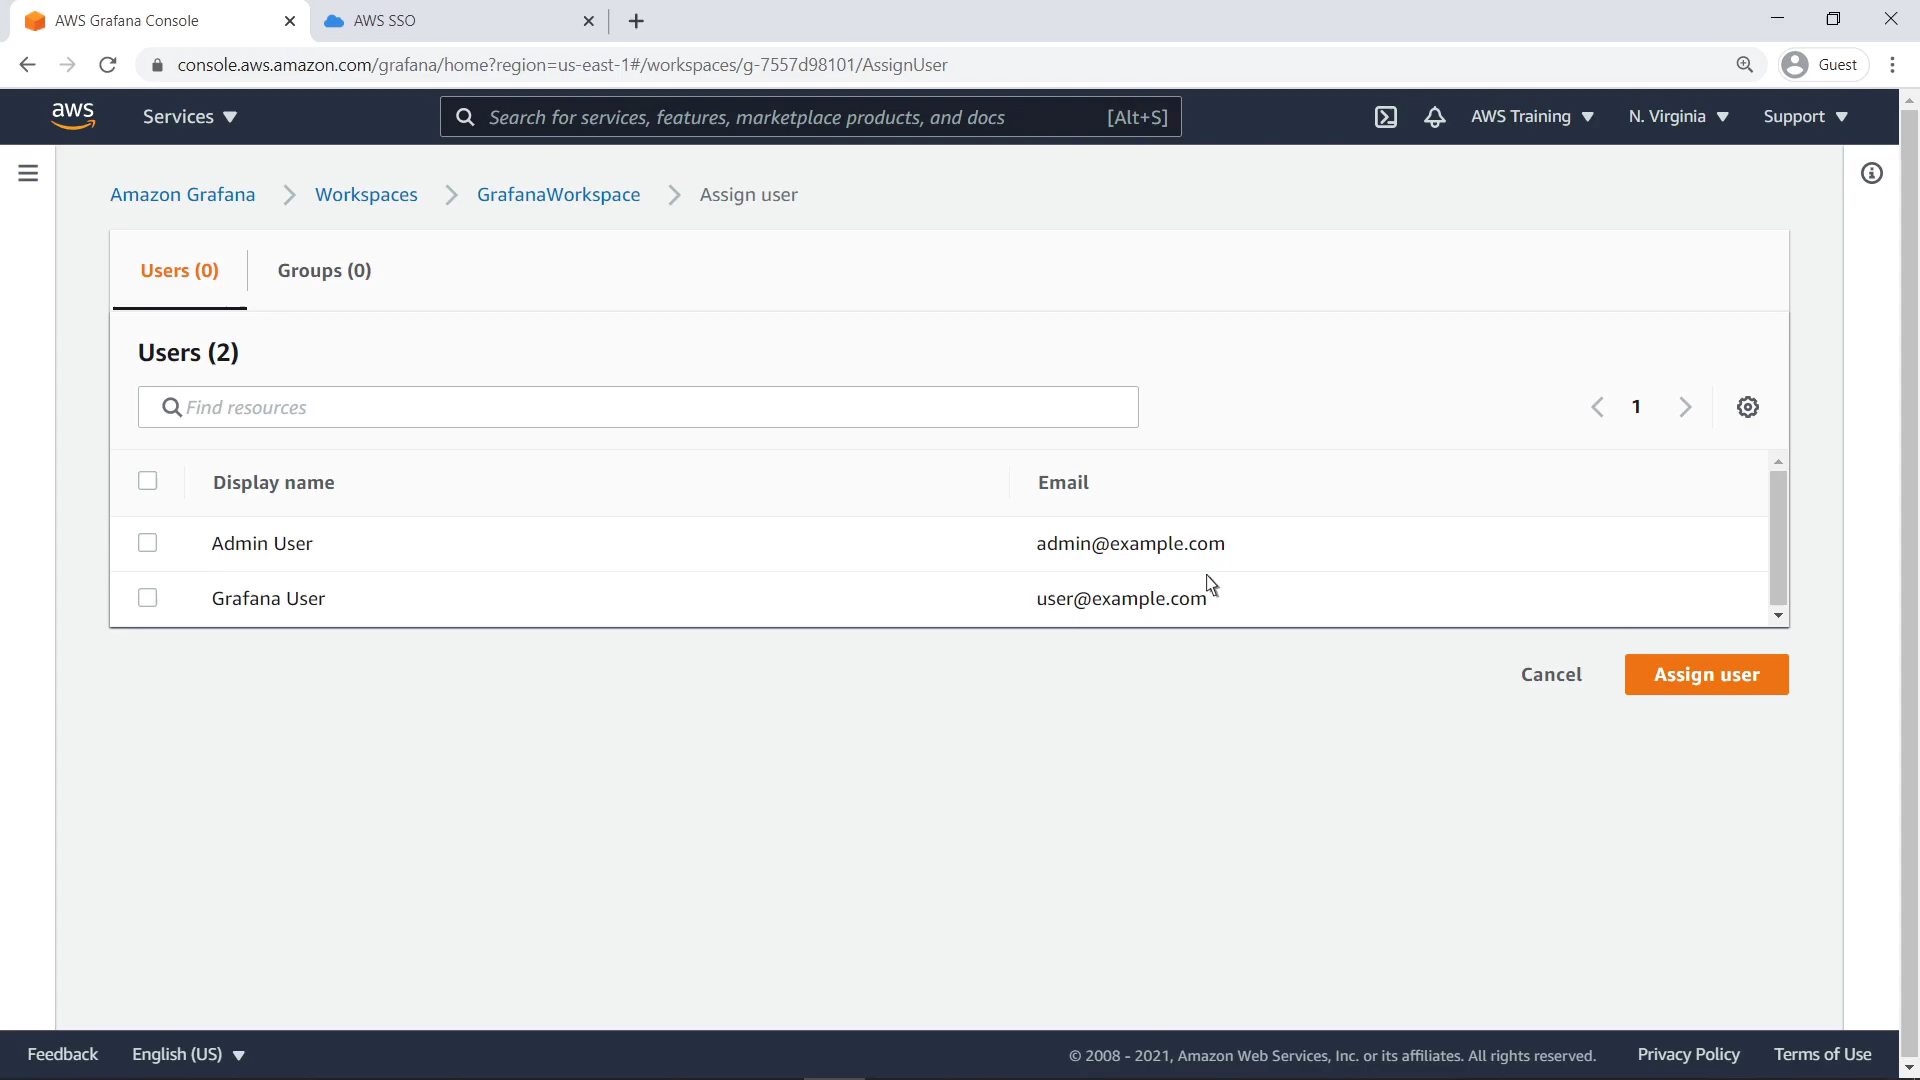 AWS Grafana Console
AWS SSO
console.aws.amazon.com/grafana/home?region=us-east-1#/workspaces/g-7557d98101/AssignUser
Guest
aws
Services
Search for services, features, marketplace products, and docs
[Alt+S]
AWS Training
N. Virginia
Support
Amazon Grafana
Workspaces
GrafanaWorkspace
Assign user
Users (0)
Groups (0)
Users (2)
Find resources
1
Display name
Email
Admin User
admin@example.com
Grafana User
user@example.com
Cancel
Assign user
Feedback
English (US)
© 2008 - 2021, Amazon Web Services, Inc. or its affiliates. All rights reserved.
Privacy Policy
Terms of Use